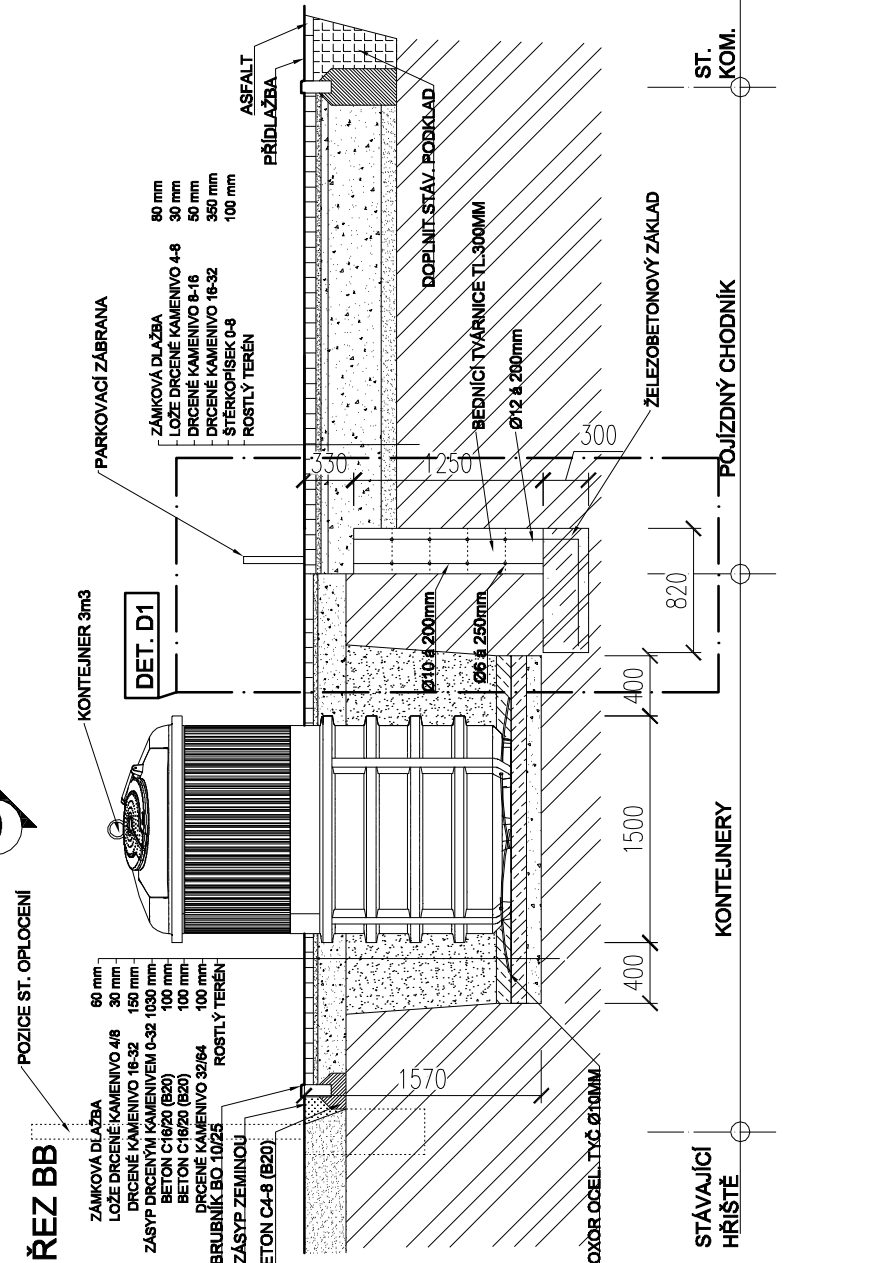 ŘEZ BB
POZICE ST. OPLOCENÍ
KONTEJNER 3m3
DET. D1
PARKOVACÍ ZÁBRANA
ZÁMKOVÁ DLAŽBA 60 mm
LOŽE DRCENÉ KAMENIVO 4/8 30 mm
DRCENÉ KAMENIVO 16-32 150 mm
ZÁSYP DRCENÝM KAMENIVEM 0-32 1030 mm
BETON C16/20 (B20) 100 mm
BETON C16/20 (B20) 100 mm
DRCENÉ KAMENIVO 32/64 100 mm
ROSTLÝ TERÉN
BRUBNÍK BO 10/25
ZÁSYP ZEMINOU
ETON C4-8 (B20)
ZÁMKOVÁ DLAŽBA 80 mm
LOŽE DRCENÉ KAMENIVO 4-8 30 mm
DRCENÉ KAMENIVO 8-16 50 mm
DRCENÉ KAMENIVO 16-32 350 mm
ŠTĚRKOPÍSEK 0-8 100 mm
ROSTLÝ TERÉN
ASFALT
PŘÍDLAŽBA
DOPLNIT STÁV. PODKLAD
330
1250
300
BEDNÍCÍ TVÁRNICE TL.300MM
Ø12 á 200mm
Ø10 á 200mm
Ø6 á 250mm
ŽELEZOBETONOVÝ ZÁKLAD
1570
OXOR OCEL. TYČ Ø10MM
400
1500
400
820
STÁVAJÍCÍ
HŘIŠTĚ
KONTEJNERY
POJÍZDNÝ CHODNÍK
ST.
KOM.